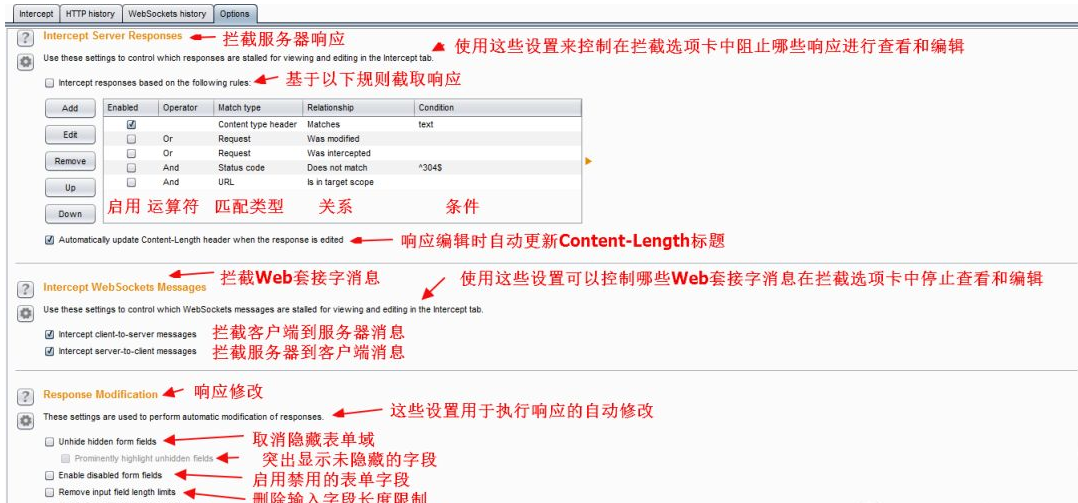 Intercept HTTP history WebSockets history Options
Intercept Server Responses 拦截服务器响应
使用这些设置来控制在拦截选项卡中阻止哪些响应进行查看和编辑
Use these settings to control which responses are stalled for viewing and editing in the Intercept tab.
Intercept responses based on the following rules: 基于以下规则截取响应
Add Enabled Operator Match type Relationship Condition
Content type header Matches text
Edit Or Request Was modified
Or Request Was intercepted
Remove And Status code Does not match ^304$
And URL Is in target scope
Up
启用 运算符 匹配类型 关系 条件
Down
Automatically update Content-Length header when the response is edited 响应编辑时自动更新Content-Length标题
拦截Web套接字消息 使用这些设置可以控制哪些Web套接字消息在拦截选项卡中停止查看和编辑
Intercept WebSockets Messages
Use these settings to control which WebSockets messages are stalled for viewing and editing in the Intercept tab.
Intercept client-to-server messages 拦截客户端到服务器消息
Intercept server-to-client messages 拦截服务器到客户端消息
Response Modification 响应修改
These settings are used to perform automatic modification of responses. 这些设置用于执行响应的自动修改
Unhide hidden form fields 取消隐藏表单域
Prominently highlight unhidden fields 突出显示未隐藏的字段
Enable disabled form fields 启用禁用的表单字段
Remove input field length limits 删除输入字段长度限制